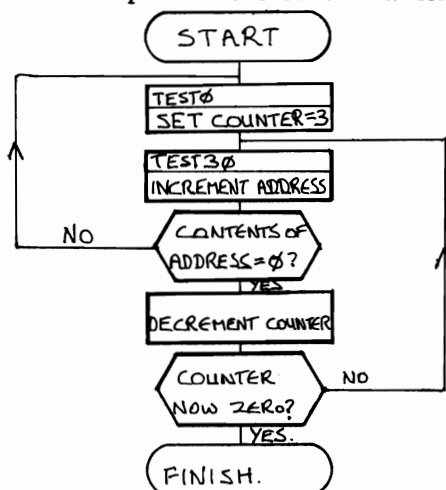 START
TESTØ
SET COUNTER=3
TEST3Ø
INCREMENT ADDRESS
NO
CONTENTS OF
ADDRESS=Ø?
YES
DECREMENT COUNTER
COUNTER
NOW ZERO?
NO
YES.
FINISH.